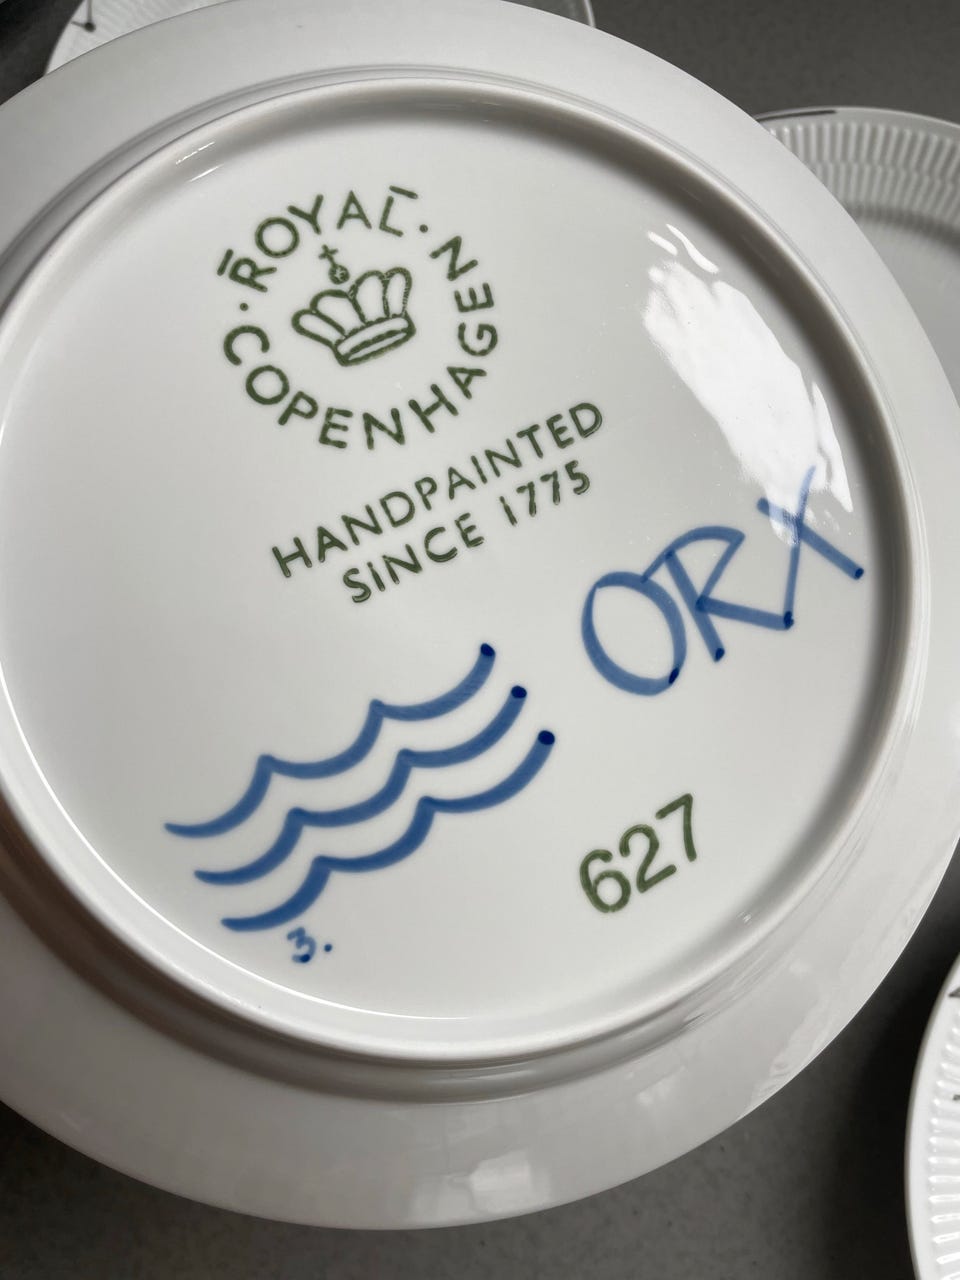 ROYAL
COPENHAGEN
HANDPAINTED
SINCE 1775
ORX
627
3.